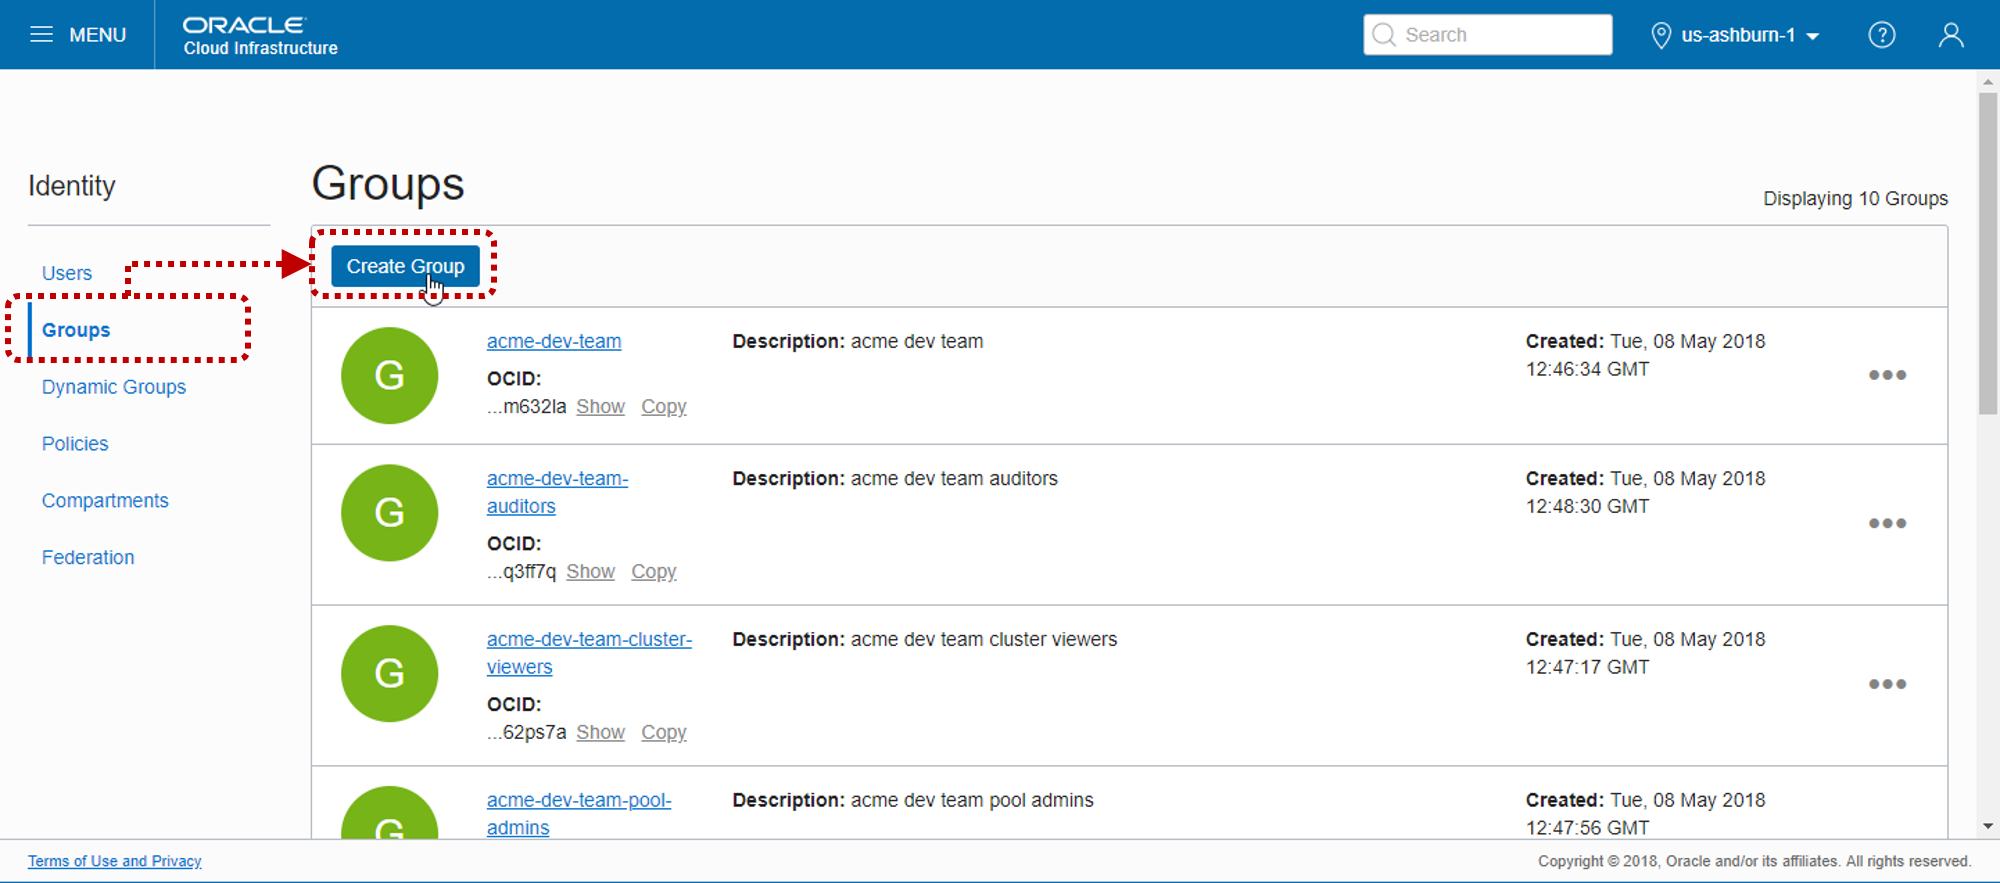 MENU
ORACLE
Cloud Infrastructure
Search
us-ashburn-1
?
Identity
Users
Groups
Dynamic Groups
Policies
Compartments
Federation
Groups
Displaying 10 Groups
Create Group
G
acme-dev-team
OCID:
...m632la Show Copy
Description: acme dev team
Created: Tue, 08 May 2018
12:46:34 GMT
G
acme-dev-team-
auditors
OCID:
...q3ff7q Show Copy
Description: acme dev team auditors
Created: Tue, 08 May 2018
12:48:30 GMT
G
acme-dev-team-cluster-
viewers
OCID:
...62ps7a Show Copy
Description: acme dev team cluster viewers
Created: Tue, 08 May 2018
12:47:17 GMT
G
acme-dev-team-pool-
admins
Description: acme dev team pool admins
Created: Tue, 08 May 2018
12:47:56 GMT
Terms of Use and Privacy
Copyright © 2018, Oracle and/or its affiliates. All rights reserved.